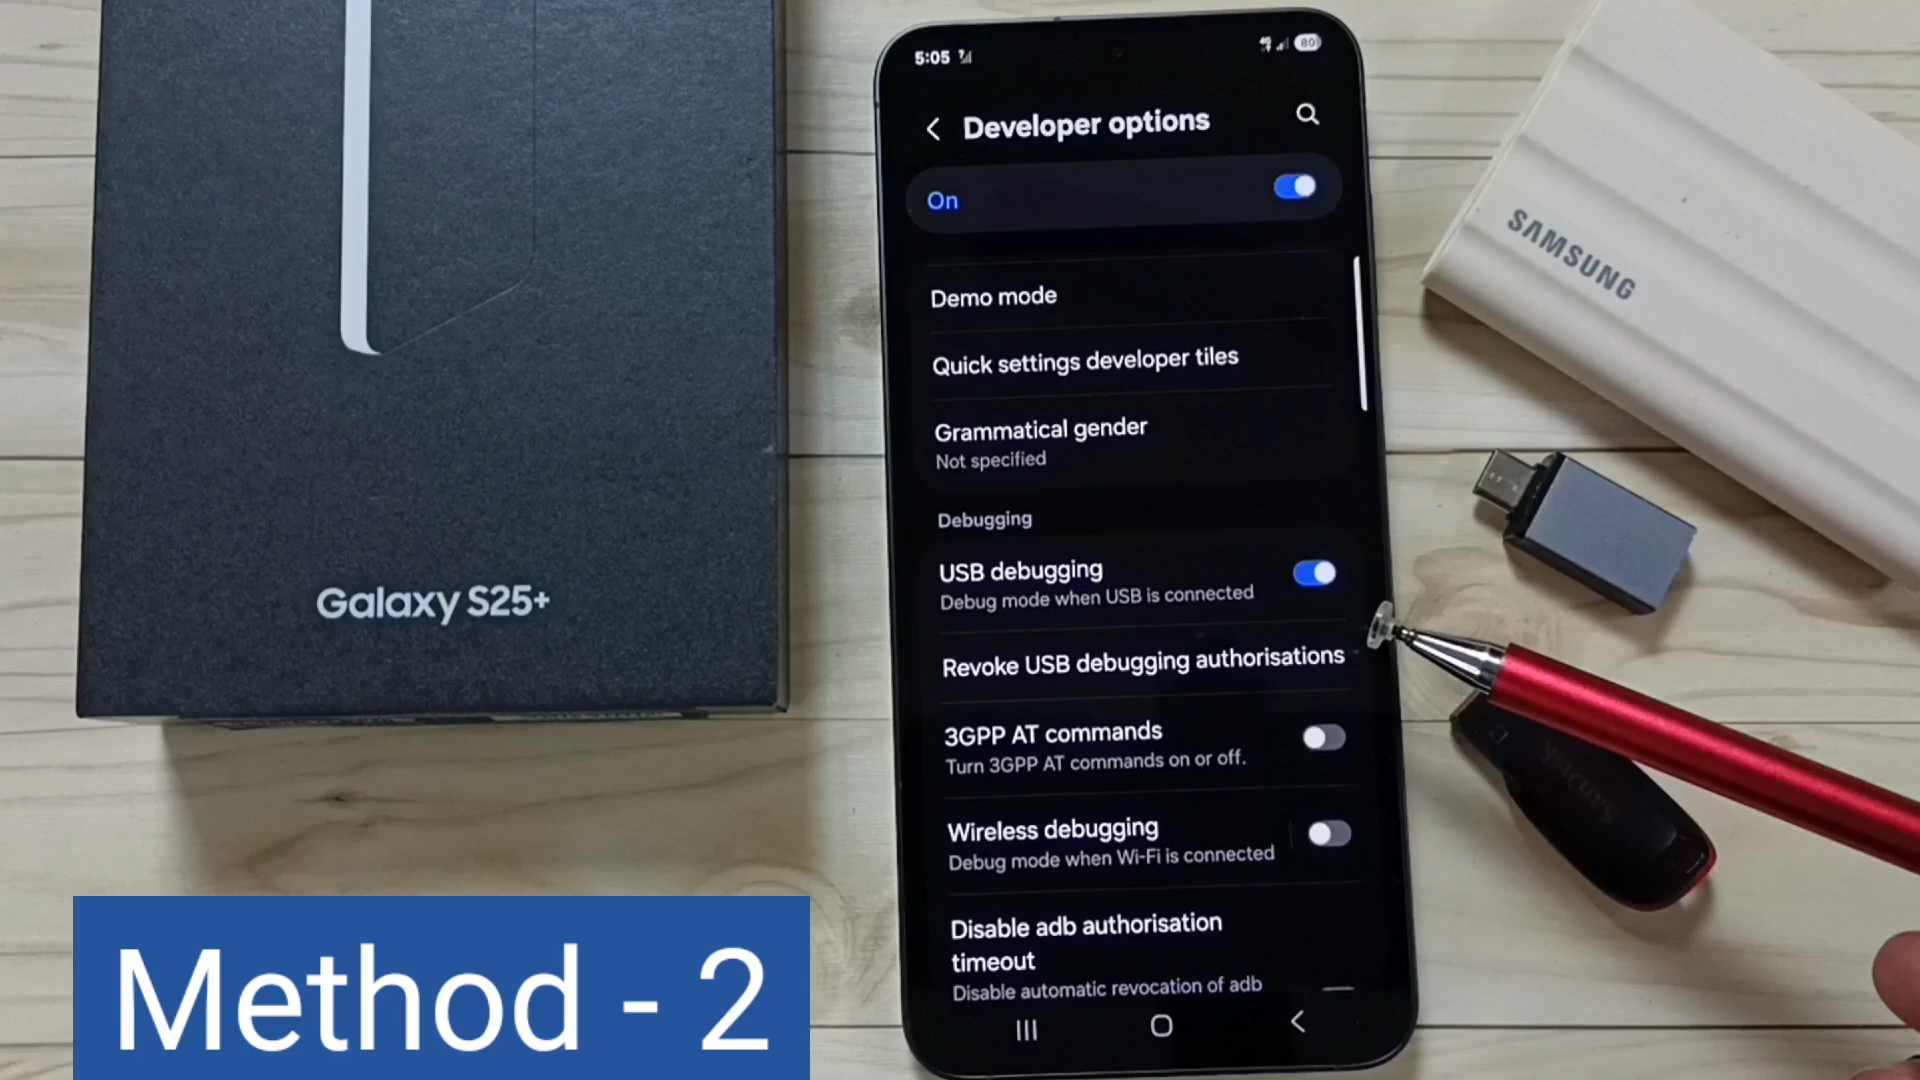 Galaxy S25+
5:05
4G
80
Developer options
On
Demo mode
Quick settings developer tiles
Grammatical gender
Not specified
Debugging
USB debugging
Debug mode when USB is connected
Revoke USB debugging authorisations
3GPP AT commands
Turn 3GPP AT commands on or off.
Wireless debugging
Debug mode when Wi-Fi is connected
Disable adb authorisation
timeout
Disable automatic revocation of adb
SAMSUNG
SanDisk
Method - 2